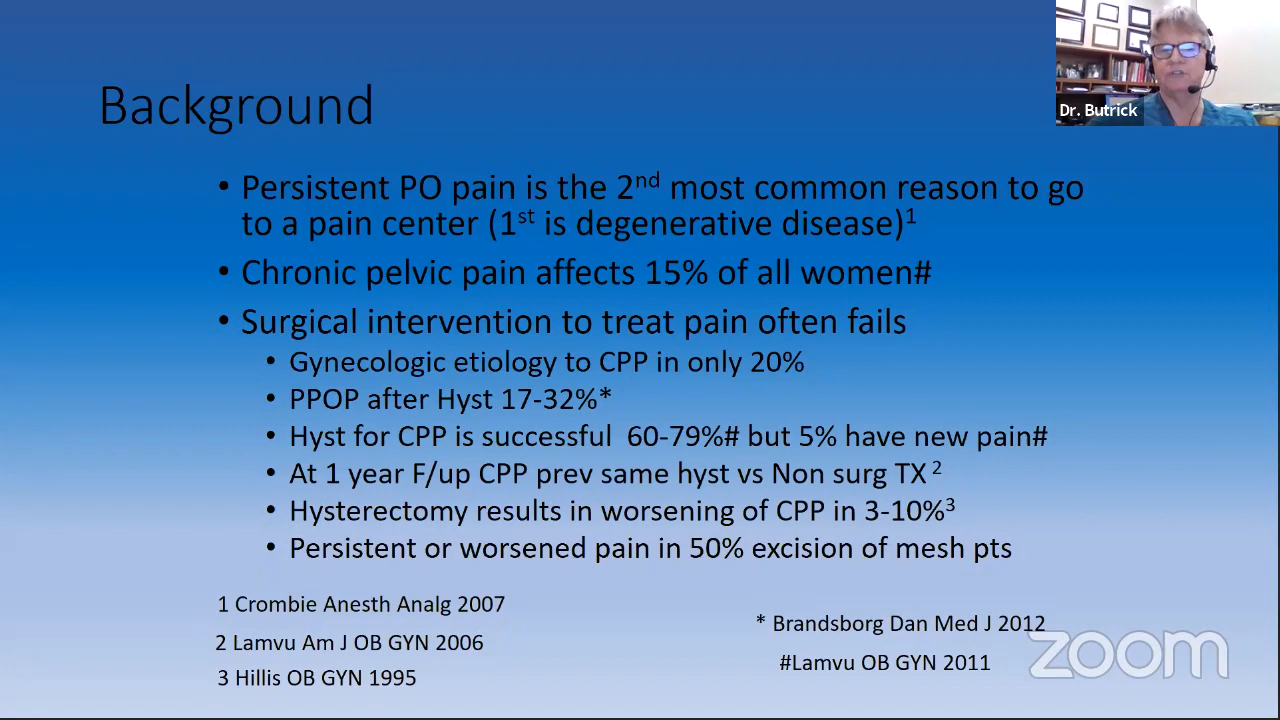 Background
Dr. Butrick
• Persistent PO pain is the 2nd most common reason to go
to a pain center (1st is degenerative disease)1
• Chronic pelvic pain affects 15% of all women#
• Surgical intervention to treat pain often fails
• Gynecologic etiology to CPP in only 20%
• PPOP after Hyst 17-32%*
• Hyst for CPP is successful 60-79%# but 5% have new pain#
• At 1 year F/up CPP prev same hyst vs Non surg TX 2
• Hysterectomy results in worsening of CPP in 3-10%3
• Persistent or worsened pain in 50% excision of mesh pts
1 Crombie Anesth Analg 2007
2 Lamvu Am J OB GYN 2006
3 Hillis OB GYN 1995
* Brandsborg Dan Med J 2012
#Lamvu OB GYN 2011
zoom